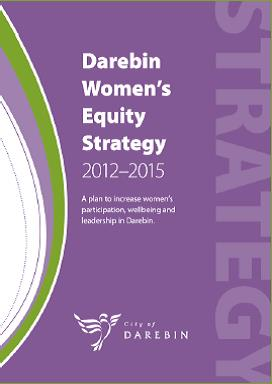 Darebin
Women's
Equity
Strategy
2012–2015
A plan to increase women's
participation, wellbeing and
leadership in Darebin.
STRATEGY
City of
DAREBIN